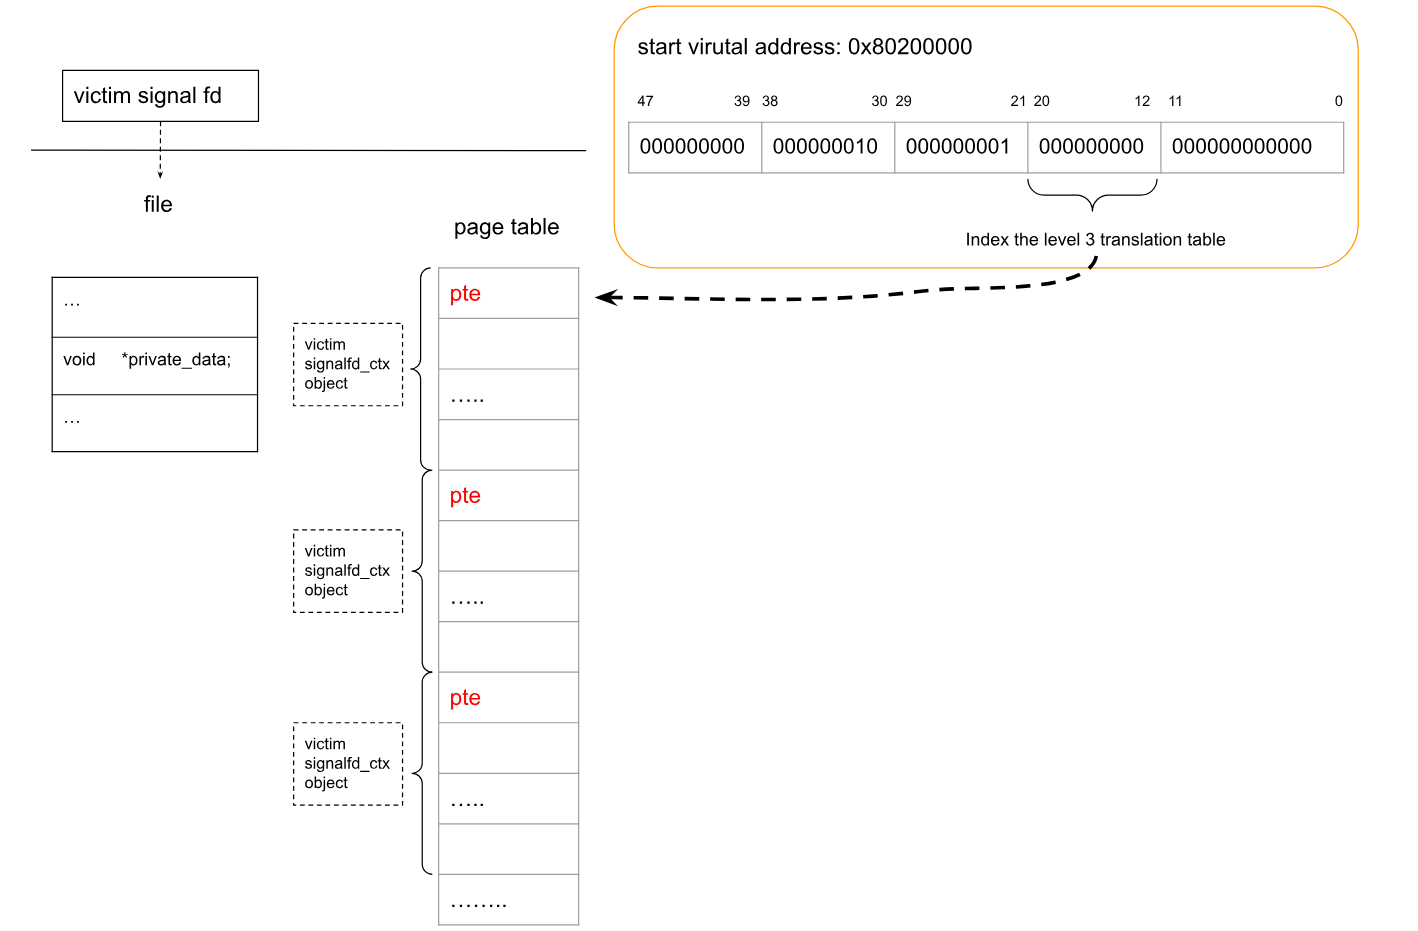 start virutal address: 0x80200000
victim signal fd
47 39 38 30 29 21 20 12 11 0
000000000 000000010 000000001 000000000 000000000000
file
page table
Index the level 3 translation table
…
void *private_data;
…
pte
victim
signalfd_ctx
object
…..
pte
victim
signalfd_ctx
object
…..
pte
victim
signalfd_ctx
object
…..
……..